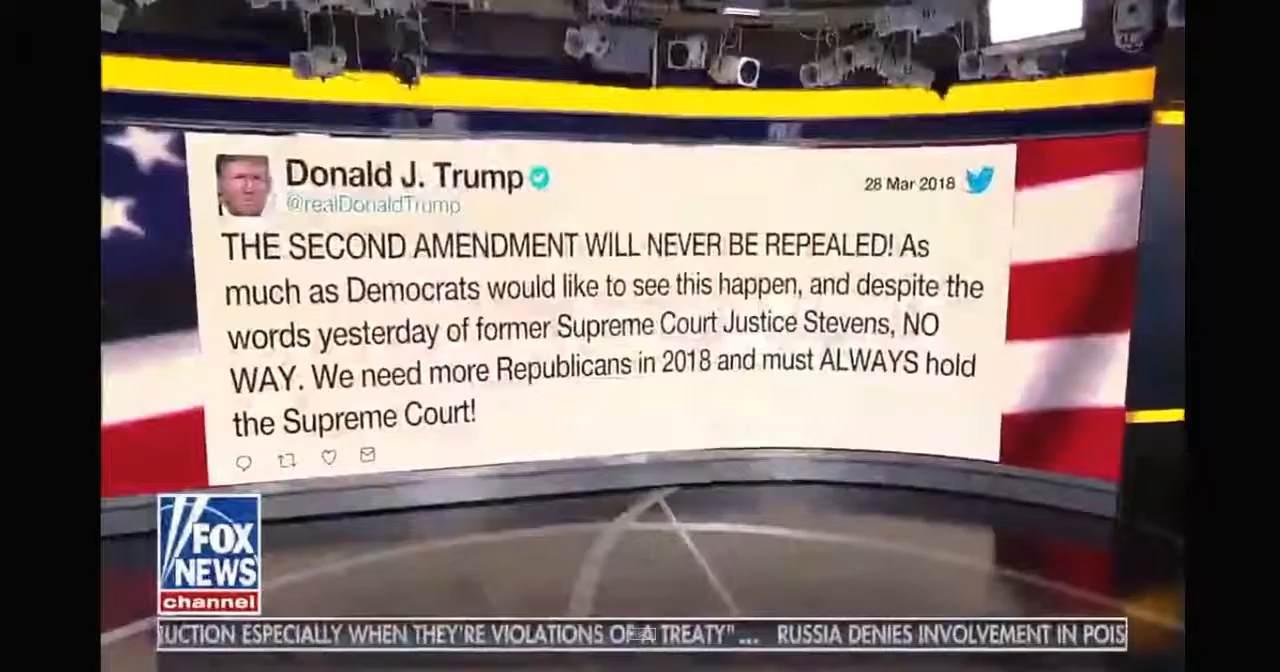 Donald J. Trump
28 Mar 2018
@realDonaldTrump
THE SECOND AMENDMENT WILL NEVER BE REPEALED! As
much as Democrats would like to see this happen, and despite the
words yesterday of former Supreme Court Justice Stevens, NO
WAY. We need more Republicans in 2018 and must ALWAYS hold
the Supreme Court!
FOX
NEWS
channel
UCTION ESPECIALLY WHEN THEY'RE VIOLATIONS OF A TREATY"... RUSSIA DENIES INVOLVEMENT IN POIS